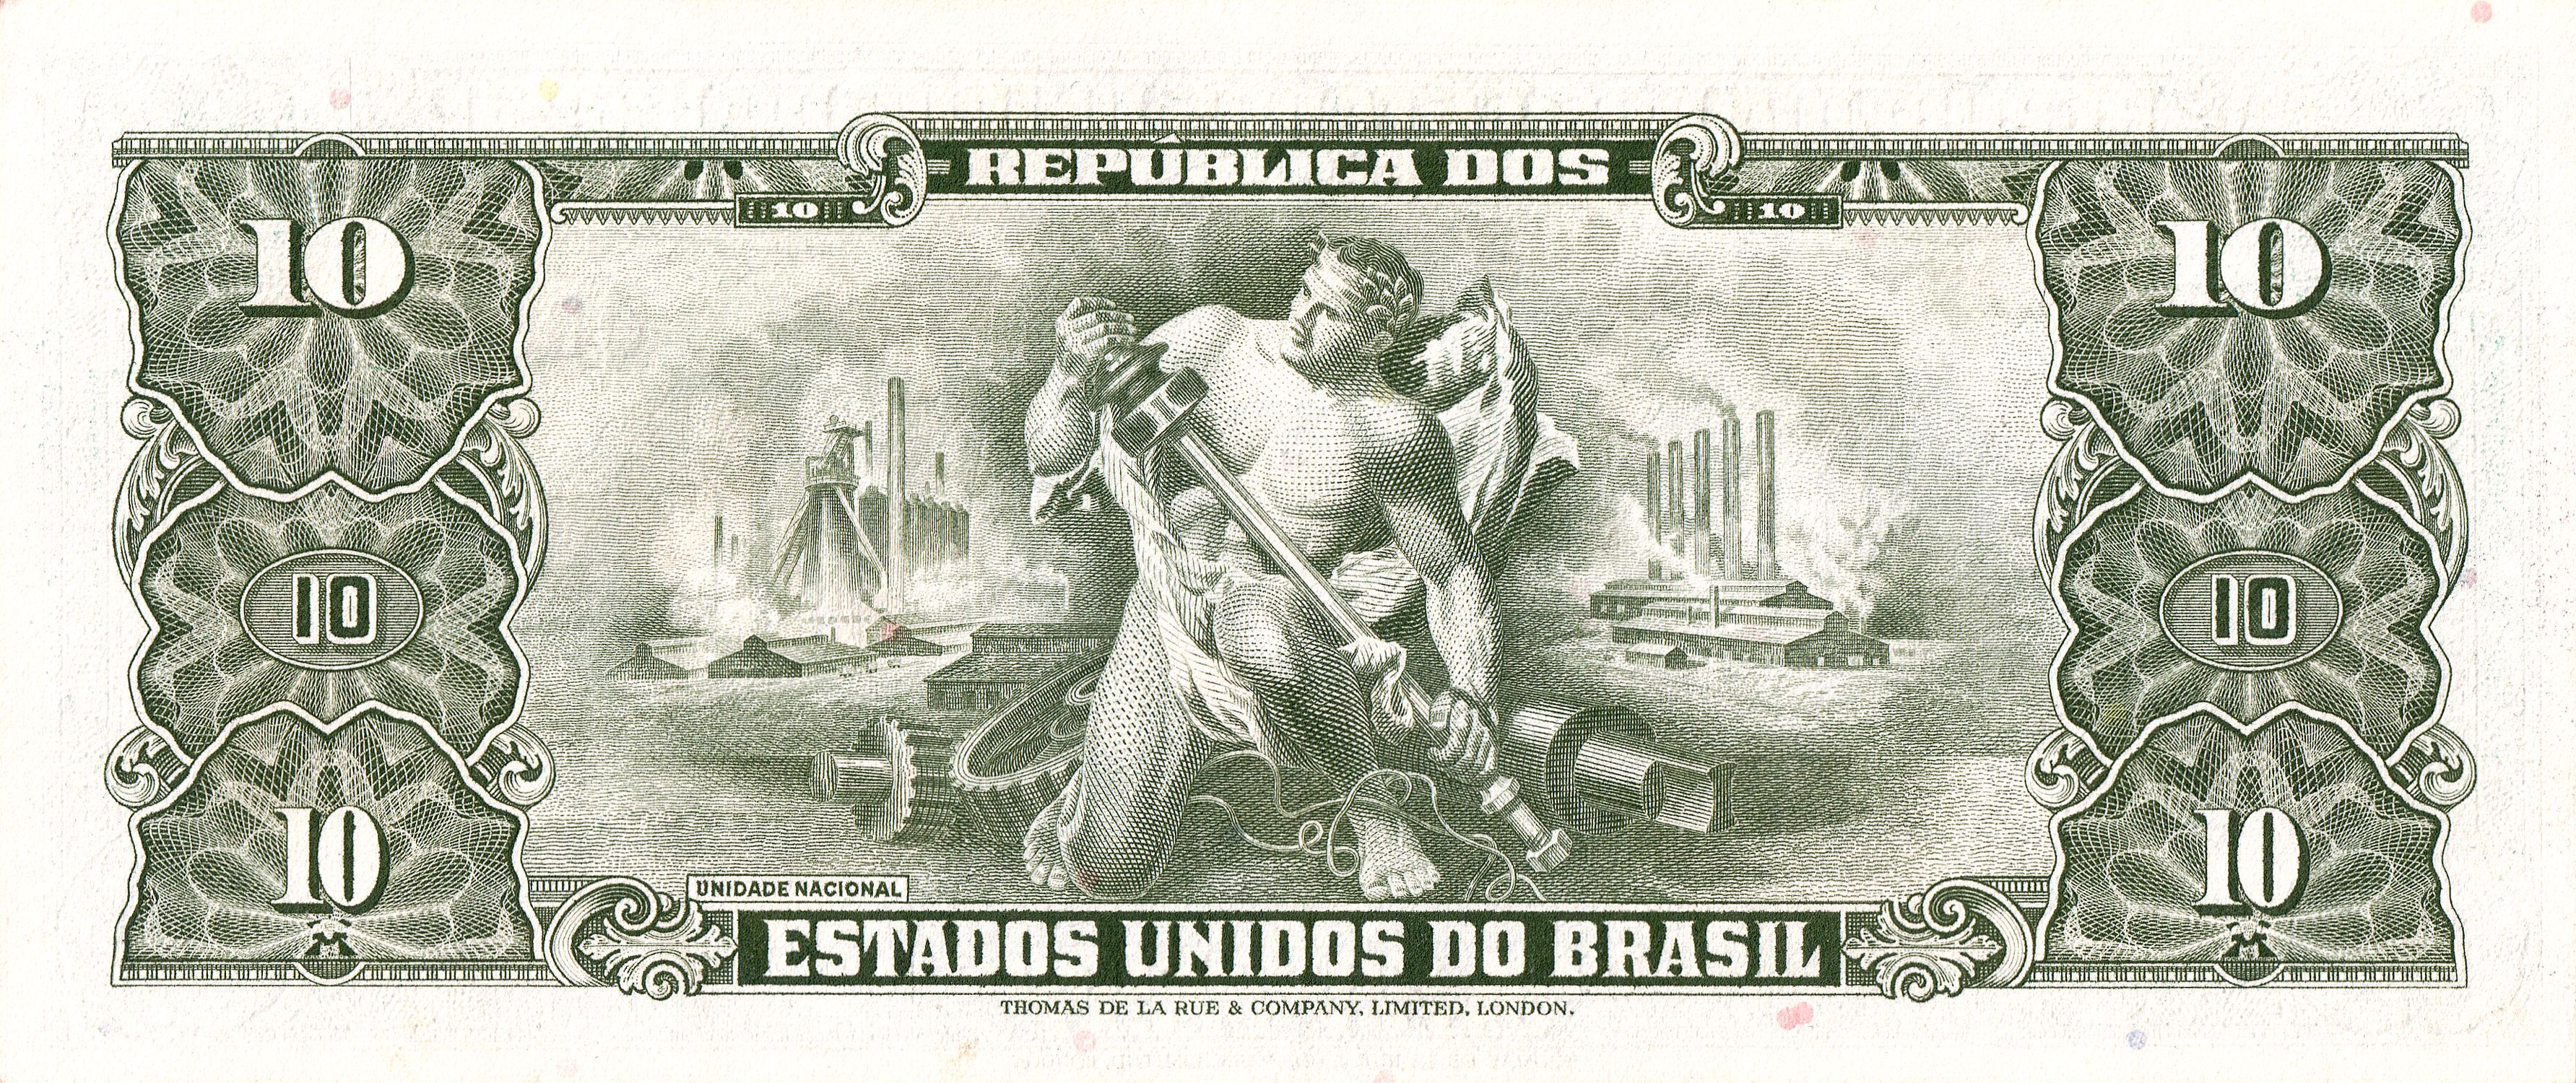 REPÚBLICA DOS
10 10
10 10
10 10
10 10
UNIDADE NACIONAL
ESTADOS UNIDOS DO BRASIL
THOMAS DE LA RUE & COMPANY, LIMITED, LONDON.